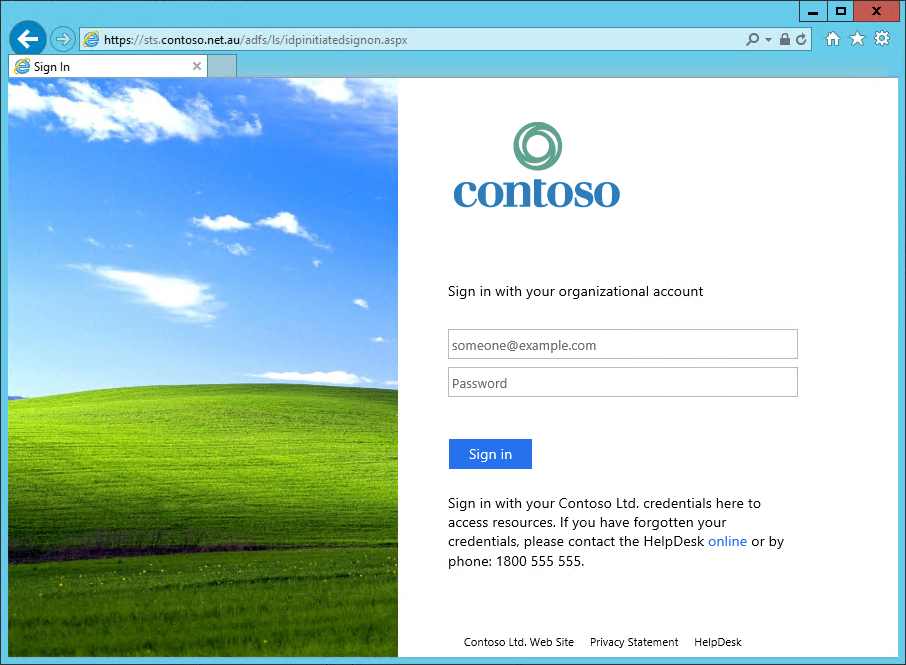 https://sts.contoso.net.au/adfs/ls/idpinitiatedsignon.aspx
Sign In
contoso
Sign in with your organizational account
someone@example.com
Password
Sign in
Sign in with your Contoso Ltd. credentials here to
access resources. If you have forgotten your
credentials, please contact the HelpDesk online or by
phone: 1800 555 555.
Contoso Ltd. Web Site Privacy Statement HelpDesk